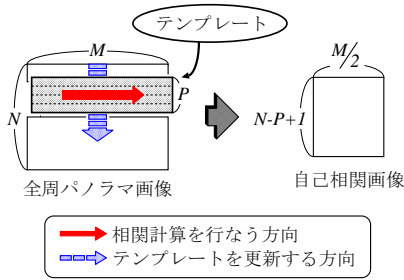 テンプレート
M
P
N
全周パノラマ画像
M/2
N-P+1
自己相関画像
相関計算を行なう方向
テンプレートを更新する方向